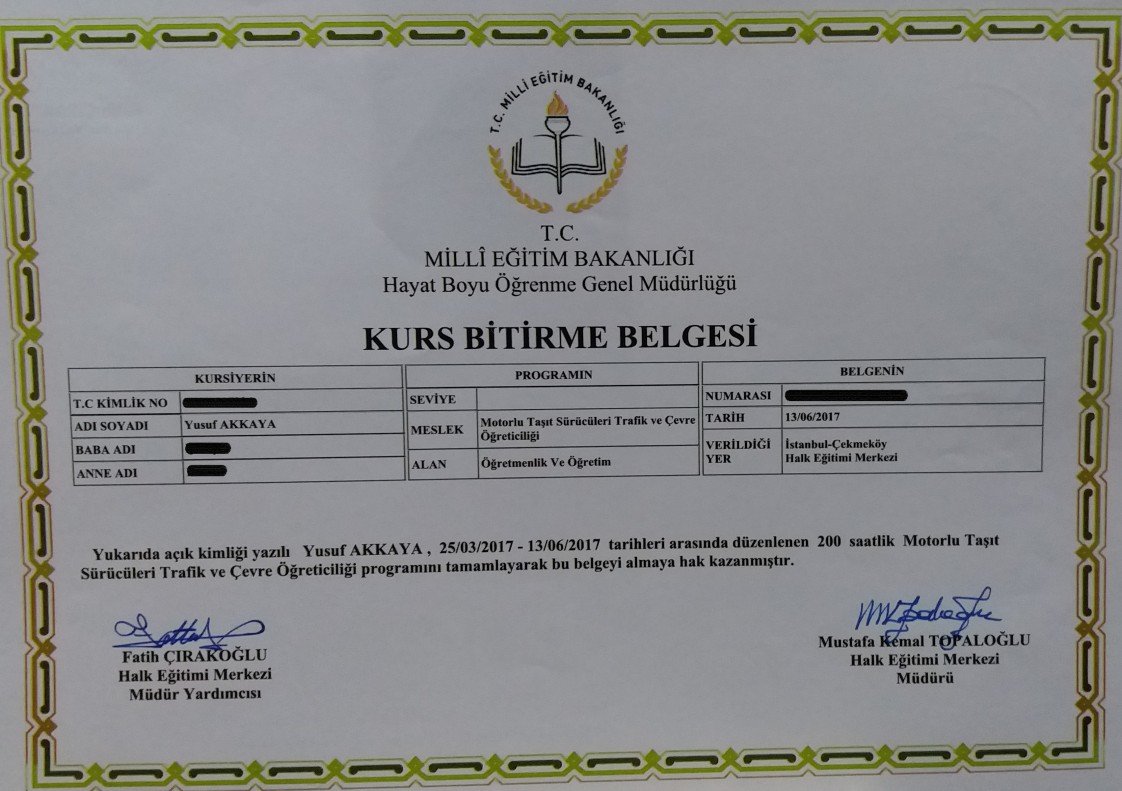 T.C. MİLLİ EĞİTİM BAKANLIĞI
T.C.
MİLLÎ EĞİTİM BAKANLIĞI
Hayat Boyu Öğrenme Genel Müdürlüğü
KURS BİTİRME BELGESİ
KURSİYERİN
T.C KİMLİK NO
ADI SOYADI Yusuf AKKAYA
BABA ADI
ANNE ADI
PROGRAMIN
SEVİYE
MESLEK Motorlu Taşıt Sürücüleri Trafik ve Çevre
Öğreticiliği
ALAN Öğretmenlik Ve Öğretim
BELGENİN
NUMARASI
TARİH 13/06/2017
VERİLDİĞİ YER İstanbul-Çekmeköy
Halk Eğitimi Merkezi
Yukarıda açık kimliği yazılı Yusuf AKKAYA , 25/03/2017 - 13/06/2017 tarihleri arasında düzenlenen 200 saatlik Motorlu Taşıt
Sürücüleri Trafik ve Çevre Öğreticiliği programını tamamlayarak bu belgeyi almaya hak kazanmıştır.
Fatih ÇIRAKOĞLU
Halk Eğitimi Merkezi
Müdür Yardımcısı
Mustafa Kemal TOPALOĞLU
Halk Eğitimi Merkezi
Müdürü